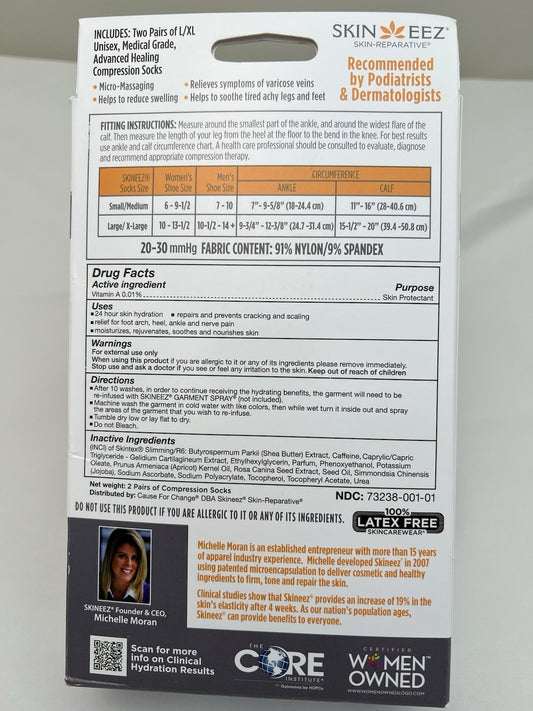 INCLUDES: Two Pairs of L/XL
Unisex, Medical Grade,
Advanced Healing
Compression Socks
• Micro-Massaging
• Helps to reduce swelling
• Relieves symptoms of varicose veins
• Helps to soothe tired achy legs and feet
SKIN EEZ®
SKIN-REPARATIVE®
Recommended
by Podiatrists
& Dermatologists
FITTING INSTRUCTIONS: Measure around the smallest part of the ankle, and around the widest flare of the
calf. Then measure the length of your leg from the heel at the floor to the bend in the knee. For best results
use ankle and calf circumference chart. A health care professional should be consulted to evaluate, diagnose
and recommend appropriate compression therapy.
SKINEEZ® Socks Size Women's Shoe Size Men's Shoe Size CIRCUMFERENCE
ANKLE CALF
Small/Medium 6 - 9-1/2 7 - 10 7"- 9-5/8" (18-24.4 cm) 11"- 16" (28-40.6 cm)
Large/ X-Large 10 - 13-1/2 10-1/2 - 14 + 9-3/4" - 12-3/8" (24.7 -31.4 cm) 15-1/2" - 20" (39.4 -50.8 cm)
20-30 mmHg FABRIC CONTENT: 91% NYLON/9% SPANDEX
Drug Facts
Active ingredient Purpose
Vitamin A 0.01% Skin Protectant
Uses
▪ 24 hour skin hydration ▪ repairs and prevents cracking and scaling
▪ relief for foot arch, heel, ankle and nerve pain
▪ moisturizes, rejuvenates, soothes and nourishes skin
Warnings
For external use only
When using this product if you are allergic to it or any of its ingredients please remove immediately.
Stop use and ask a doctor if you see or feel any irritation to the skin. Keep out of reach of children
Directions
▪ After 10 washes, in order to continue receiving the hydrating benefits, the garment will need to be
re-infused with SKINEEZ® GARMENT SPRAY® (not included).
▪ Machine wash the garment in cold water with like colors, then while wet turn it inside out and spray
the areas of the garment that you wish to re-infuse.
▪ Tumble dry low or lay flat to dry.
▪ Do not Bleach.
Inactive Ingredients
(INCI) of Skintex® Slimming/R6: Butyrospermum Parkii (Shea Butter) Extract, Caffeine, Caprylic/Capric
Triglyceride - Gelidium Cartilagineum Extract, Ethylhexylglycerin, Parfum, Phenoxyethanol, Potassium
Oleate, Prunus Armeniaca (Apricot) Kernel Oil, Rosa Canina Seed Extract, Seed Oil, Simmondsia Chinensis
(Jojoba), Sodium Ascorbate, Sodium Polyacrylate, Tocopherol, Tocopheryl Acetate, Urea
Net weight: 2 Pairs of Compression Socks
Distributed by: Cause For Change® DBA Skineez® Skin-Reparative®
NDC: 73238-001-01
DO NOT USE THIS PRODUCT IF YOU ARE ALLERGIC TO IT OR ANY OF ITS INGREDIENTS.
100%
LATEX FREE
SKINCAREWEAR®
Michelle Moran is an established entrepreneur with more than 15 years
of apparel industry experience. Michelle developed Skineez® in 2007
using patented microencapsulation to deliver cosmetic and healthy
ingredients to firm, tone and repair the skin.
Clinical studies show that Skineez® provides an increase of 19% in the
skin's elasticity after 4 weeks. As our nation's population ages,
Skineez® can provide benefits to everyone.
SKINEEZ® Founder & CEO,
Michelle Moran
Scan for more
info on Clinical
Hydration Results
THE
CORE
INSTITUTE®
Outcomes by HOPCo
CERTIFIED
WOMEN™
OWNED
WWW.WOMENOWNEDLOGO.COM